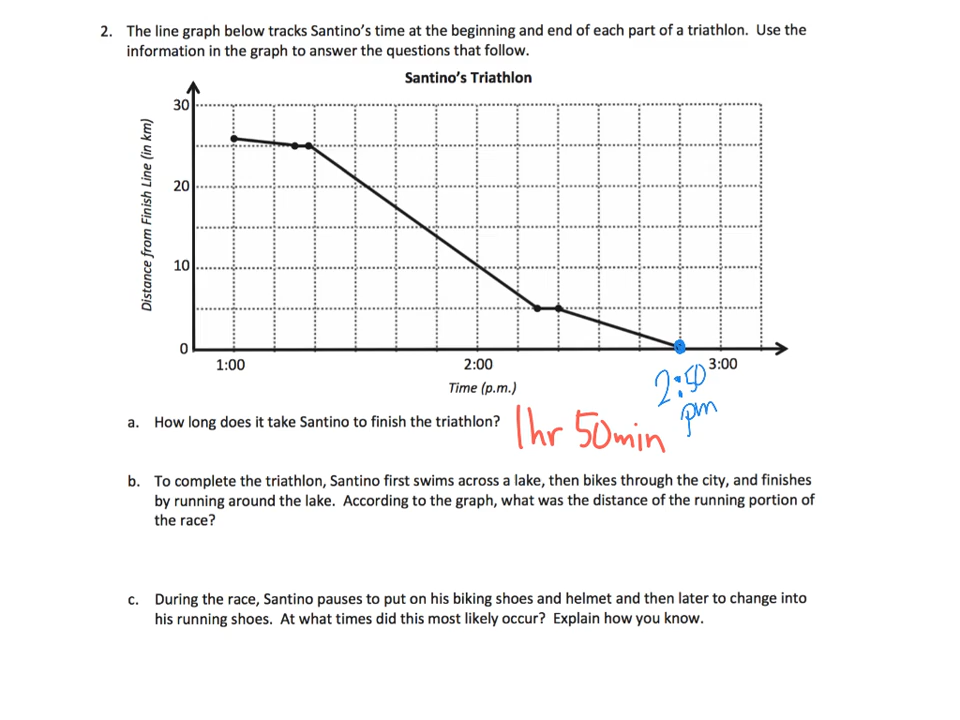 2. The line graph below tracks Santino's time at the beginning and end of each part of a triathlon. Use the
information in the graph to answer the questions that follow.
Santino's Triathlon
Distance from Finish Line (in km)
30
20
10
0
1:00
2:00
3:00
Time (p.m.)
2:50
pm
a. How long does it take Santino to finish the triathlon?
1hr 50min
b. To complete the triathlon, Santino first swims across a lake, then bikes through the city, and finishes
by running around the lake. According to the graph, what was the distance of the running portion of
the race?
c. During the race, Santino pauses to put on his biking shoes and helmet and then later to change into
his running shoes. At what times did this most likely occur? Explain how you know.